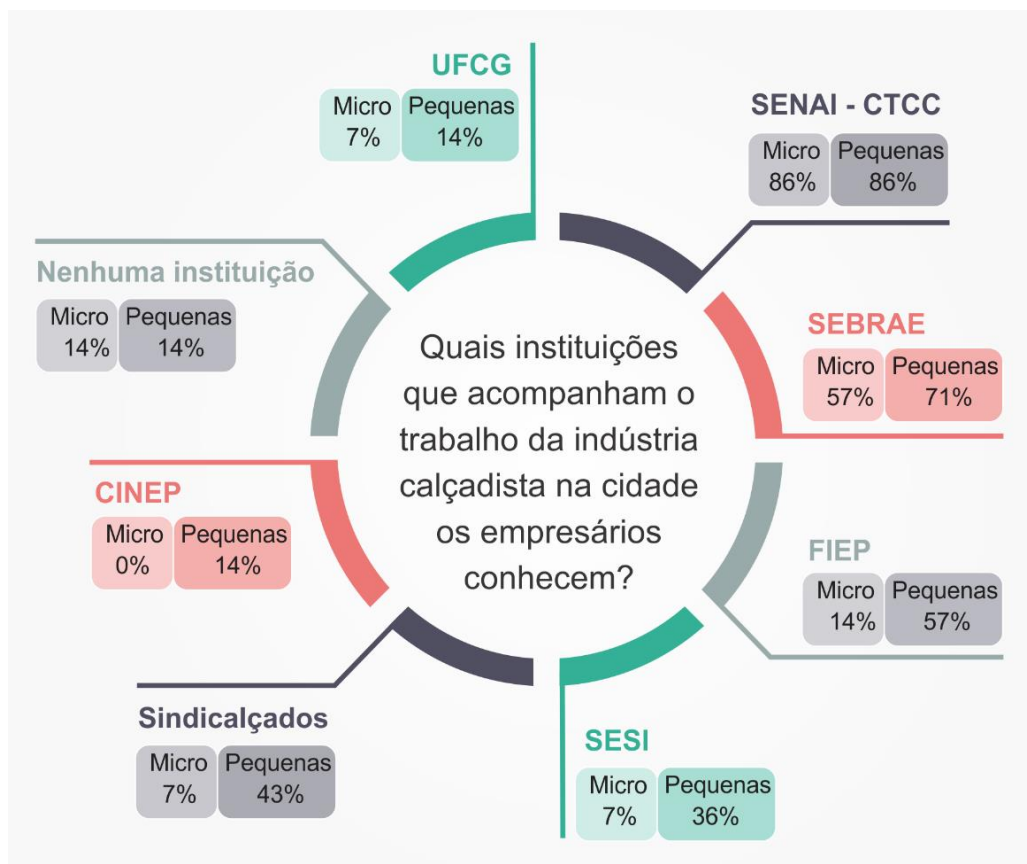 UFCG
Micro Pequenas
7% 14%
SENAI - CTCC
Micro Pequenas
86% 86%
SEBRAE
Micro Pequenas
57% 71%
FIEP
Micro Pequenas
14% 57%
SESI
Micro Pequenas
7% 36%
Sindicalçados
Micro Pequenas
7% 43%
CINEP
Micro Pequenas
0% 14%
Nenhuma instituição
Micro Pequenas
14% 14%
Quais instituições
que acompanham o
trabalho da indústria
calçadista na cidade
os empresários
conhecem?